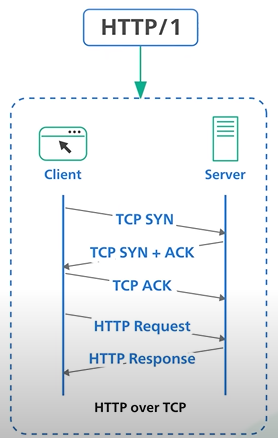 HTTP/1
Client
Server
TCP SYN
TCP SYN + ACK
TCP ACK
HTTP Request
HTTP Response
HTTP over TCP